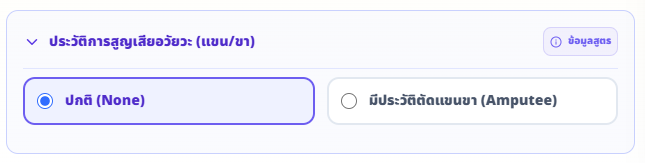 ประวัติการสูญเสียอวัยวะ (แขน/ขา)
ข้อมูลสูตร
ปกติ (None)
มีประวัติตัดแขนขา (Amputee)